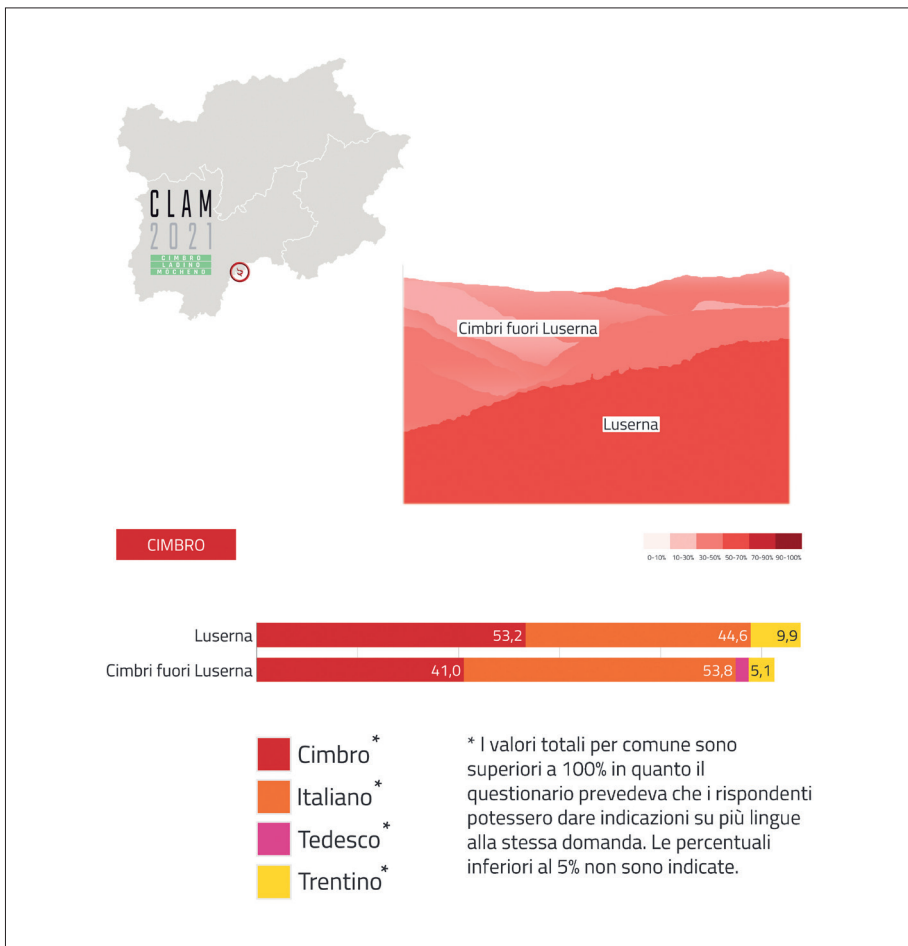 CLAM
2021
CIMBRO
LADINO
MÒCHENO
Cimbri fuori Luserna
Luserna
CIMBRO
0-10% 10-30% 30-50% 50-70% 70-90% 90-100%
Luserna 53,2 44,6 9,9
Cimbri fuori Luserna 41,0 53,8 5,1
Cimbro*
Italiano*
Tedesco*
Trentino*
* I valori totali per comune sono
superiori a 100% in quanto il
questionario prevedeva che i rispondenti
potessero dare indicazioni su più lingue
alla stessa domanda. Le percentuali
inferiori al 5% non sono indicate.